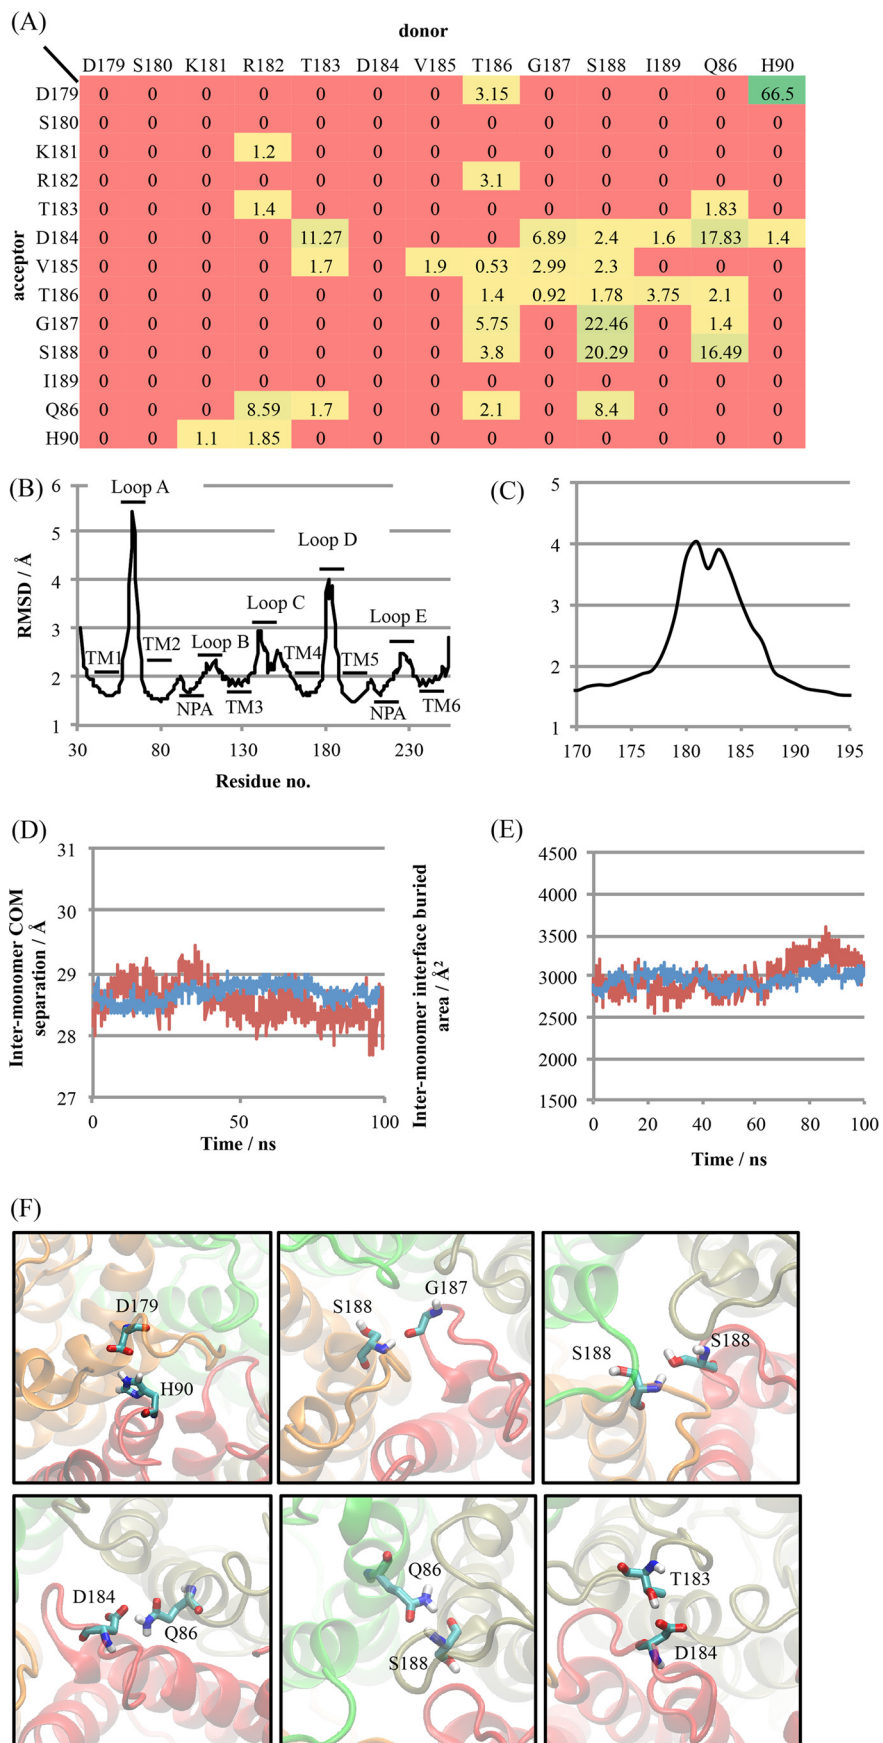 (A)
donor
D179 S180 K181 R182 T183 D184 V185 T186 G187 S188 I189 Q86 H90
acceptor
D179 0 0 0 0 0 0 0 3.15 0 0 0 0 66.5
S180 0 0 0 0 0 0 0 0 0 0 0 0 0
K181 0 0 0 1.2 0 0 0 0 0 0 0 0 0
R182 0 0 0 0 0 0 0 3.1 0 0 0 0 0
T183 0 0 0 1.4 0 0 0 0 0 0 0 1.83 0
D184 0 0 0 0 11.27 0 0 0 6.89 2.4 1.6 17.83 1.4
V185 0 0 0 0 1.7 0 1.9 0.53 2.99 2.3 0 0 0
T186 0 0 0 0 0 0 0 1.4 0.92 1.78 3.75 2.1 0
G187 0 0 0 0 0 0 0 5.75 0 22.46 0 1.4 0
S188 0 0 0 0 0 0 0 3.8 0 20.29 0 16.49 0
I189 0 0 0 0 0 0 0 0 0 0 0 0 0
Q86 0 0 0 8.59 1.7 0 0 2.1 0 8.4 0 0 0
H90 0 0 1.1 1.85 0 0 0 0 0 0 0 0 0
(B)
RMSD / Å
6
5
4
3
2
1
Loop A
Loop D
Loop C
Loop E
TM1
TM2
Loop B
TM4
TM5
NPA
TM3
NPA
TM6
30 80 130 180 230
Residue no.
(C)
5
4
3
2
1
170 175 180 185 190 195
(D)
Inter-monomer COM
separation / Å
31
30
29
28
27
0 50 100
Time / ns
(E)
Inter-monomer interface buried
area / Å²
4500
4000
3500
3000
2500
2000
1500
0 20 40 60 80 100
Time / ns
(F)
D179
H90
S188
G187
S188
S188
D184
Q86
Q86
S188
T183
D184